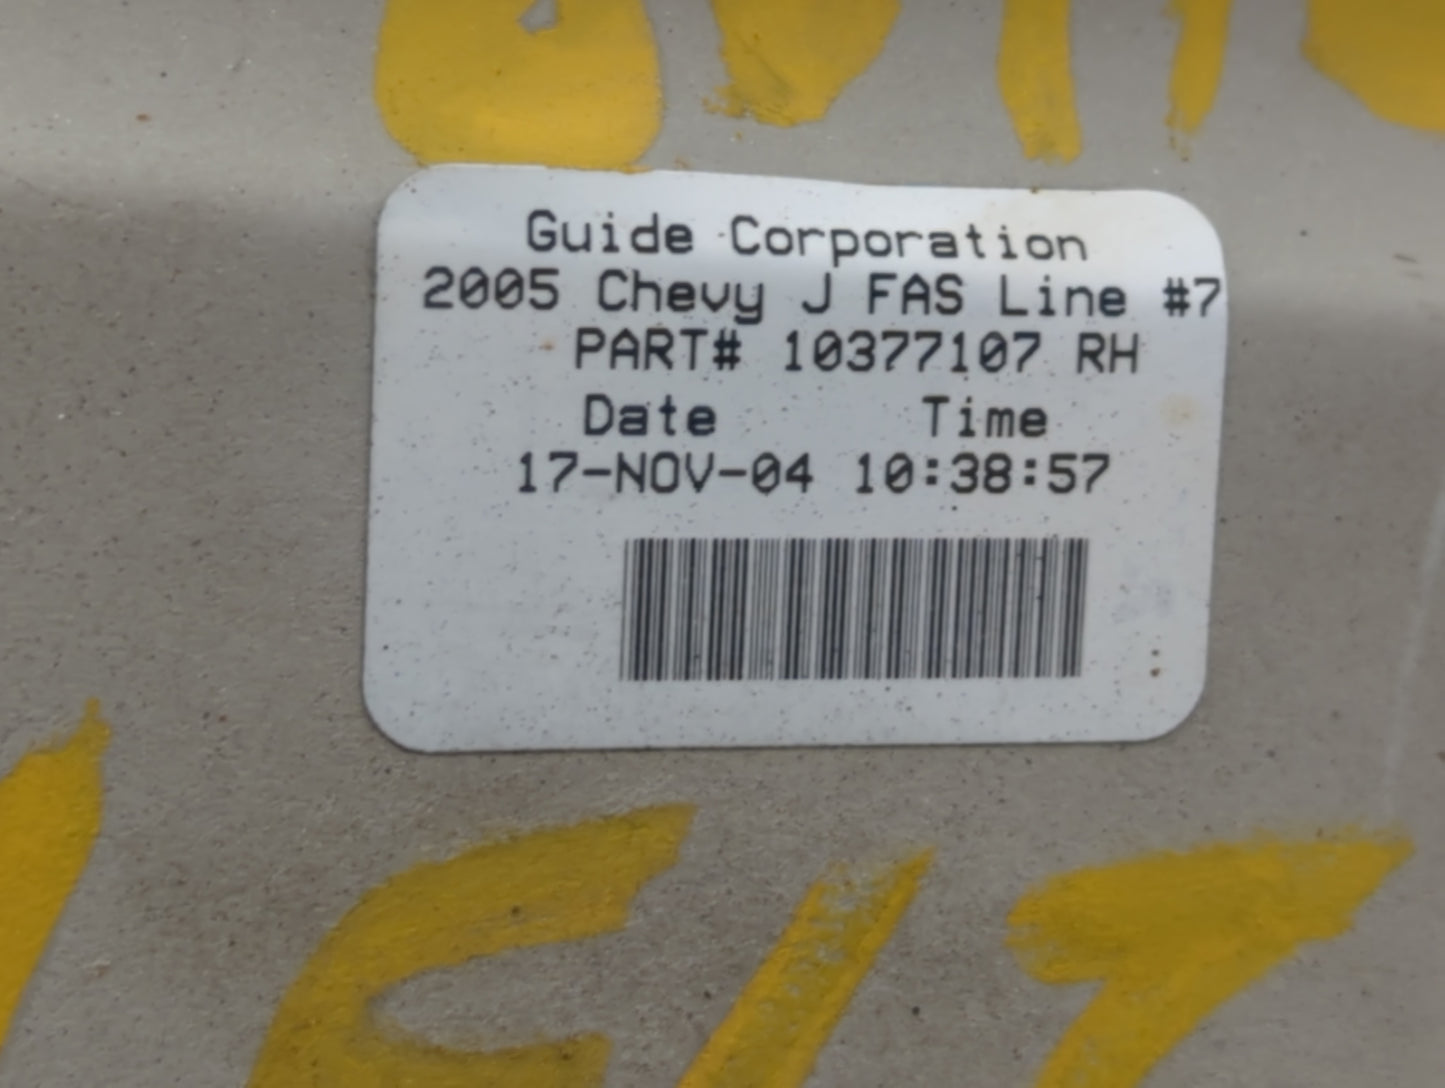 Guide Corporation
2005 Chevy J FAS Line #7
PART# 10377107 RH
Date Time
17-NOV-04 10:38:57